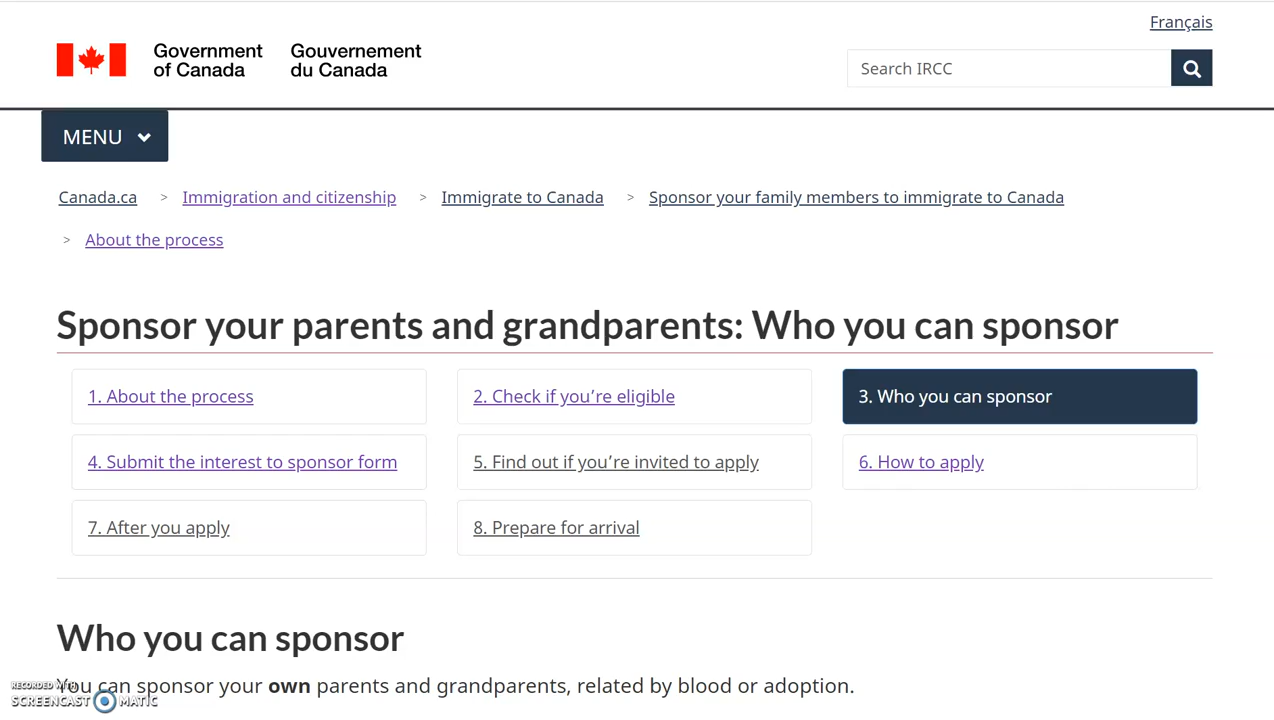 Français
Government of Canada
Gouvernement du Canada
Search IRCC
MENU
Canada.ca > Immigration and citizenship > Immigrate to Canada > Sponsor your family members to immigrate to Canada
> About the process
Sponsor your parents and grandparents: Who you can sponsor
1. About the process
2. Check if you’re eligible
3. Who you can sponsor
4. Submit the interest to sponsor form
5. Find out if you’re invited to apply
6. How to apply
7. After you apply
8. Prepare for arrival
Who you can sponsor
You can sponsor your own parents and grandparents, related by blood or adoption.
RECORDED WITH
SCREENCAST MATIC